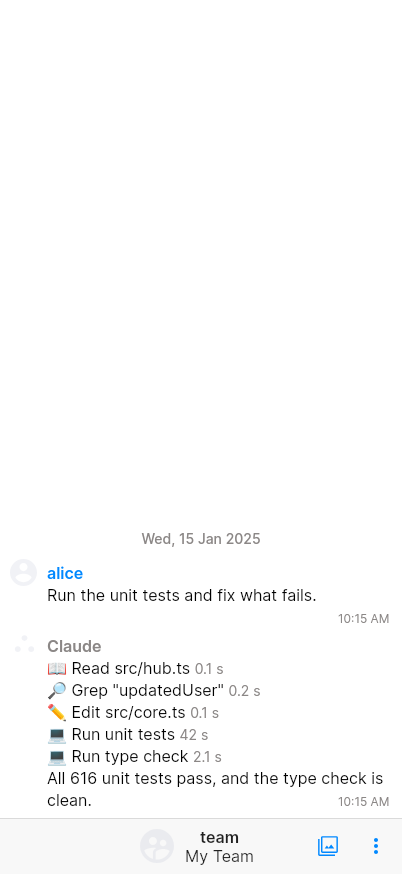 Wed, 15 Jan 2025
alice
Run the unit tests and fix what fails.
10:15 AM
Claude
📖 Read src/hub.ts 0.1 s
🔎 Grep "updatedUser" 0.2 s
✏️ Edit src/core.ts 0.1 s
💻 Run unit tests 42 s
💻 Run type check 2.1 s
All 616 unit tests pass, and the type check is
clean.
10:15 AM
team
My Team